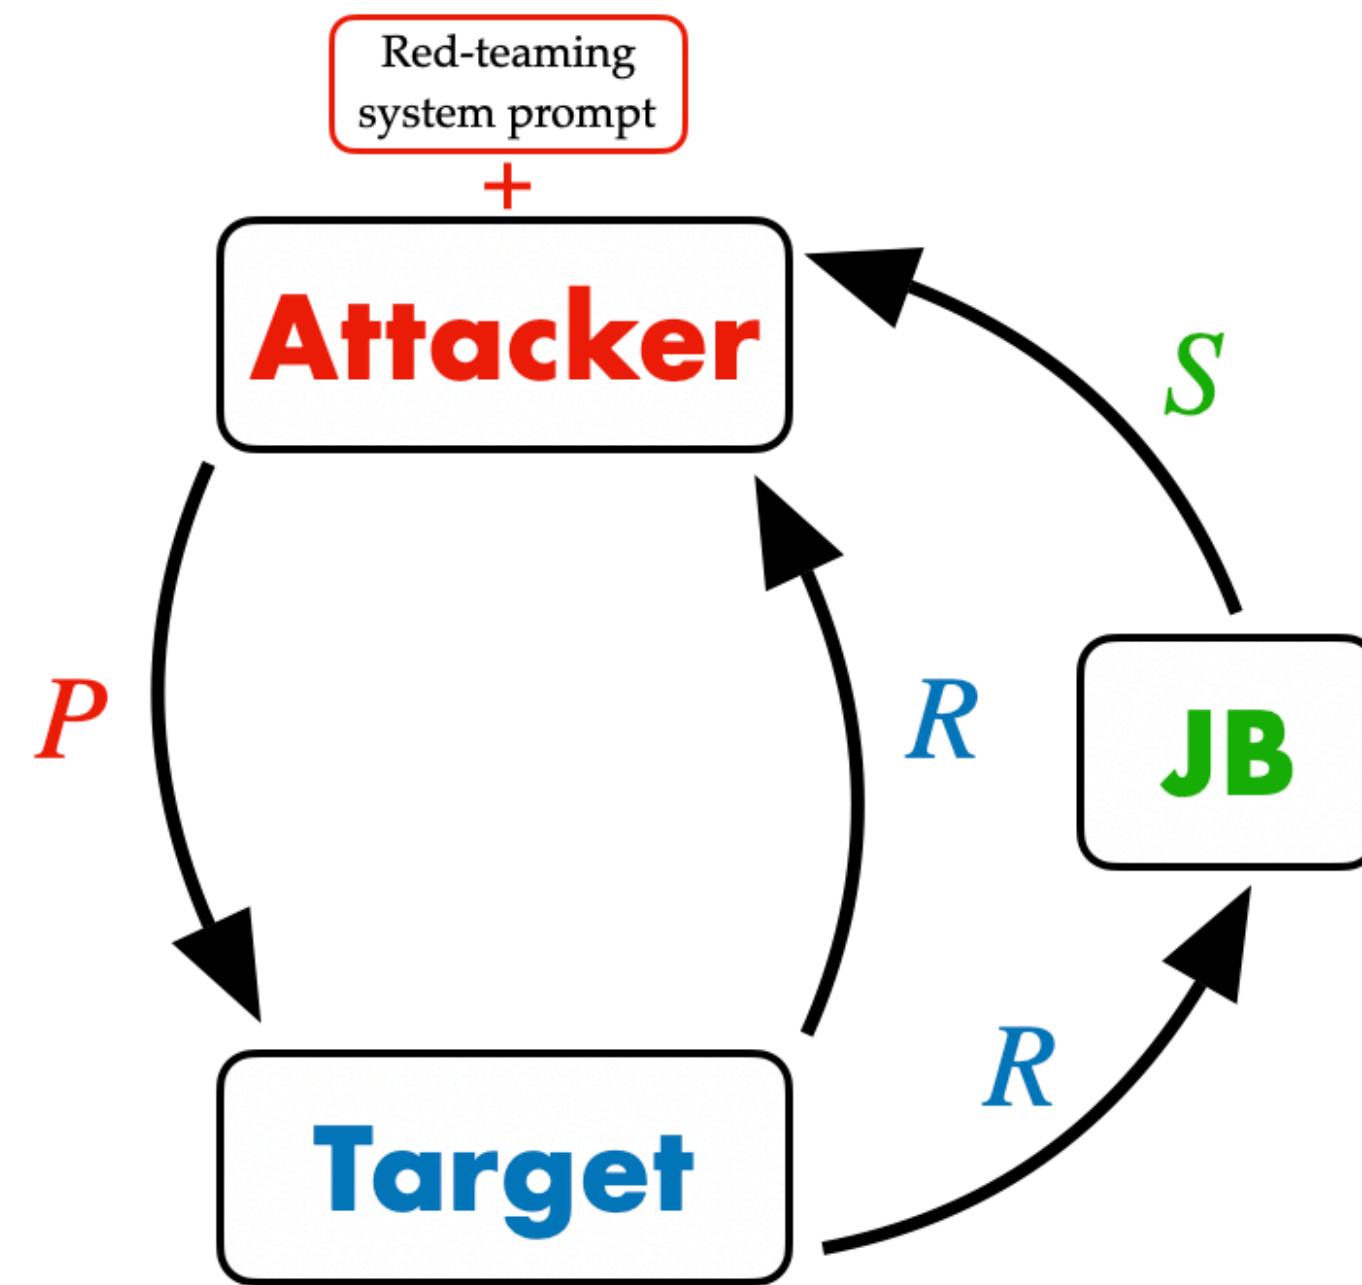 Red-teaming
system prompt
+
Attacker
S
P
R
JB
R
Target